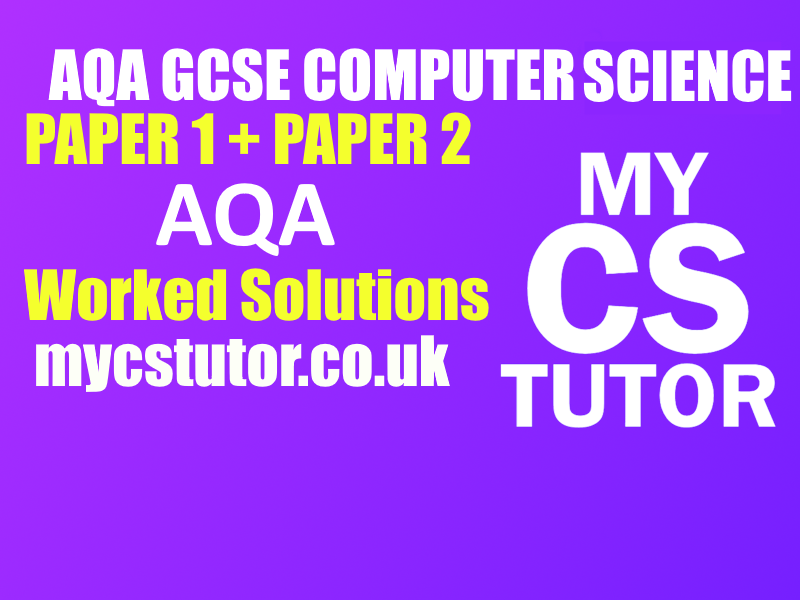 AQA GCSE COMPUTER SCIENCE
PAPER 1 + PAPER 2
AQA
Worked Solutions
mycstutor.co.uk
MY
CS
TUTOR